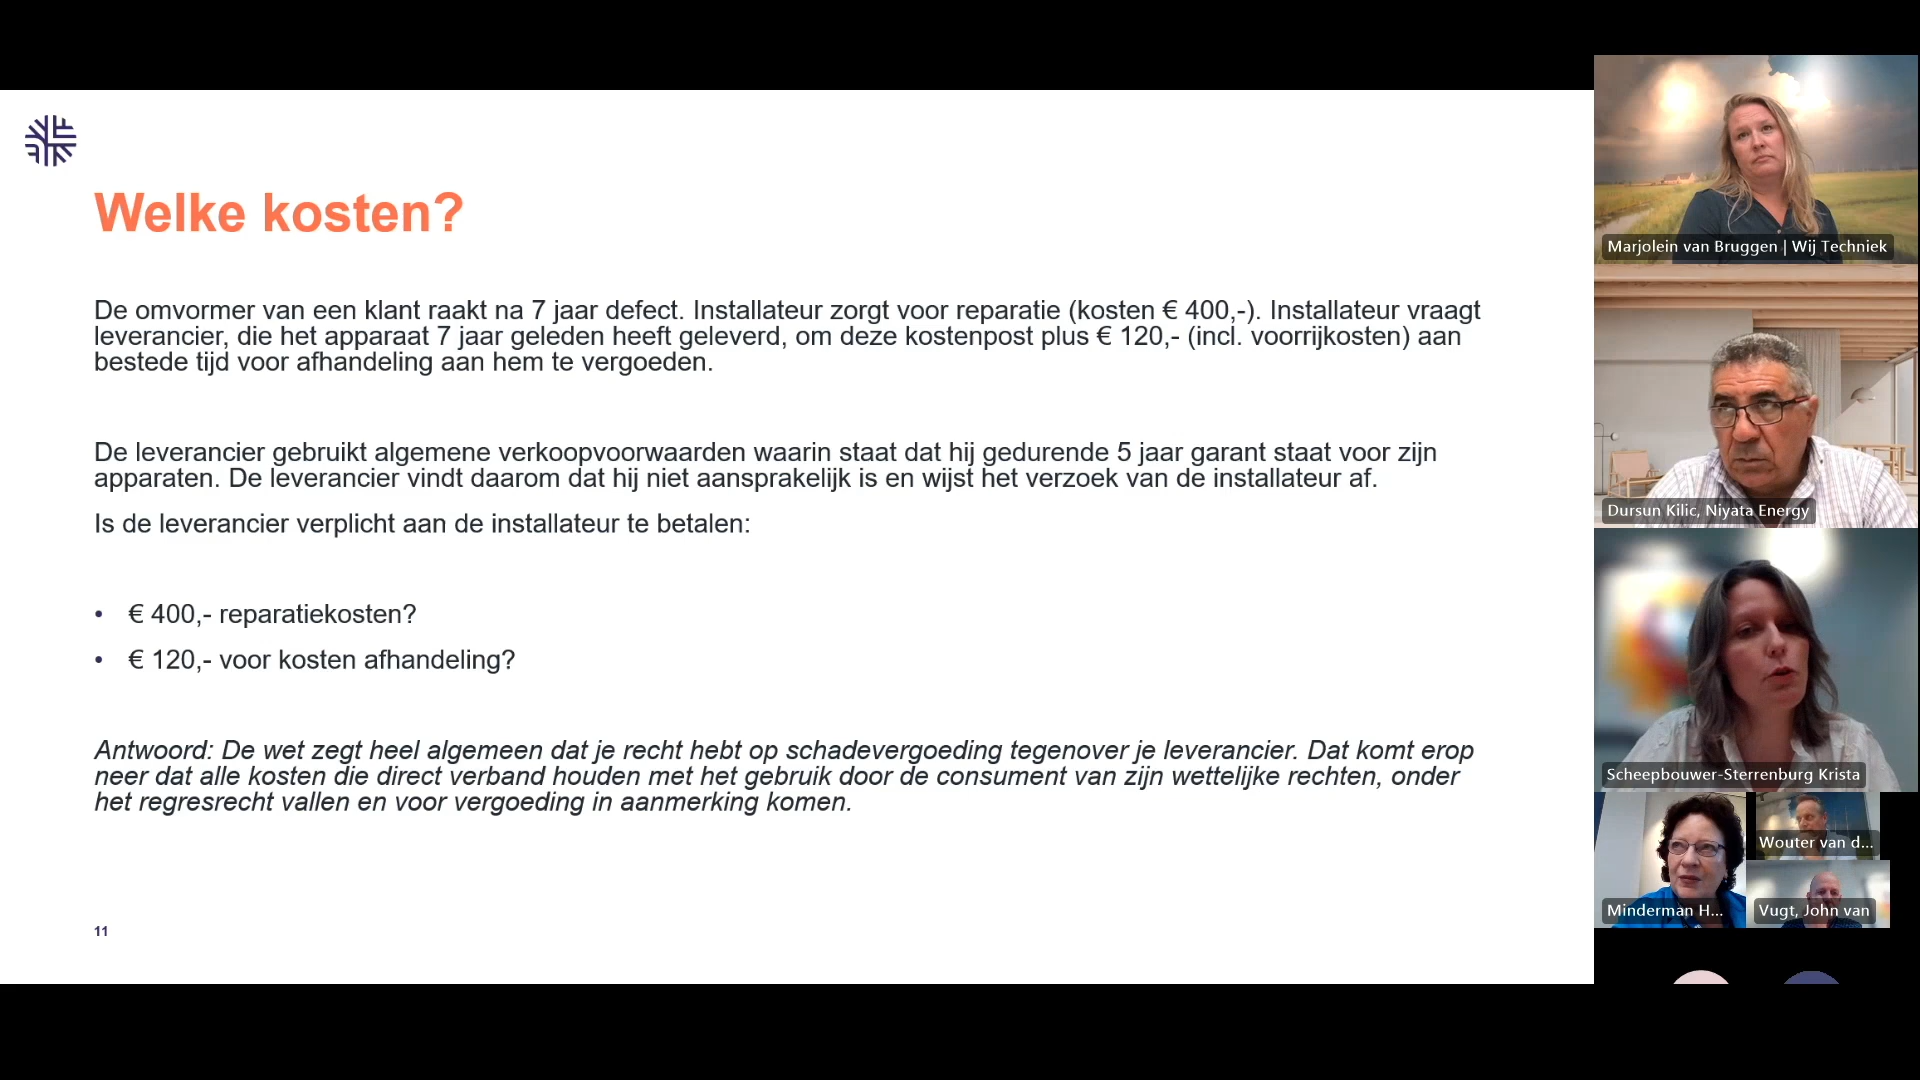 Welke kosten?
De omvormer van een klant raakt na 7 jaar defect. Installateur zorgt voor reparatie (kosten € 400,-). Installateur vraagt
leverancier, die het apparaat 7 jaar geleden heeft geleverd, om deze kostenpost plus € 120,- (incl. voorrijkosten) aan
bestede tijd voor afhandeling aan hem te vergoeden.
De leverancier gebruikt algemene verkoopvoorwaarden waarin staat dat hij gedurende 5 jaar garant staat voor zijn
apparaten. De leverancier vindt daarom dat hij niet aansprakelijk is en wijst het verzoek van de installateur af.
Is de leverancier verplicht aan de installateur te betalen:
• € 400,- reparatiekosten?
• € 120,- voor kosten afhandeling?
Antwoord: De wet zegt heel algemeen dat je recht hebt op schadevergoeding tegenover je leverancier. Dat komt erop
neer dat alle kosten die direct verband houden met het gebruik door de consument van zijn wettelijke rechten, onder
het regresrecht vallen en voor vergoeding in aanmerking komen.
11
Marjolein van Bruggen | Wij Techniek
Dursun Kilic, Niyata Energy
Scheepbouwer-Sterrenburg Krista
Wouter van d...
Minderman H...
Vugt, John van